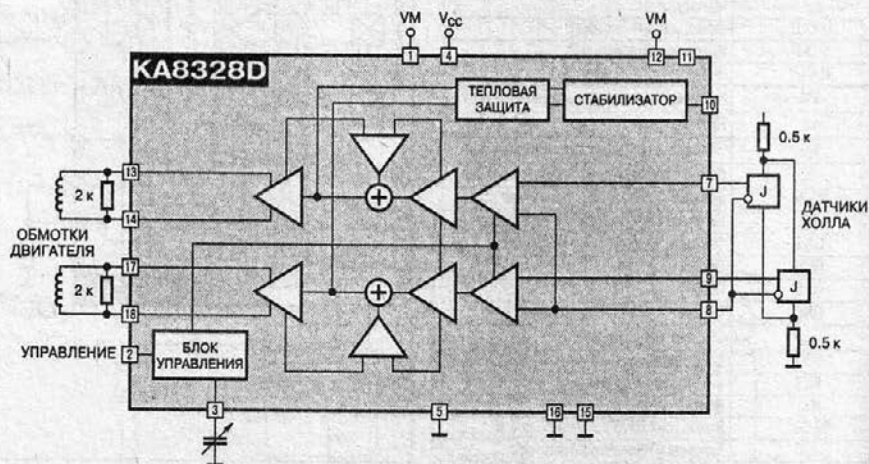 VM
VCC
VM
1
4
12
11
KA8328D
ТЕПЛОВАЯ
ЗАЩИТА
СТАБИЛИЗАТОР
10
0.5 к
13
2 к
14
7
J
ДАТЧИКИ
ХОЛЛА
ОБМОТКИ
ДВИГАТЕЛЯ
17
2 к
18
9
8
J
0.5 к
УПРАВЛЕНИЕ
2
БЛОК
УПРАВЛЕНИЯ
3
5
16
15